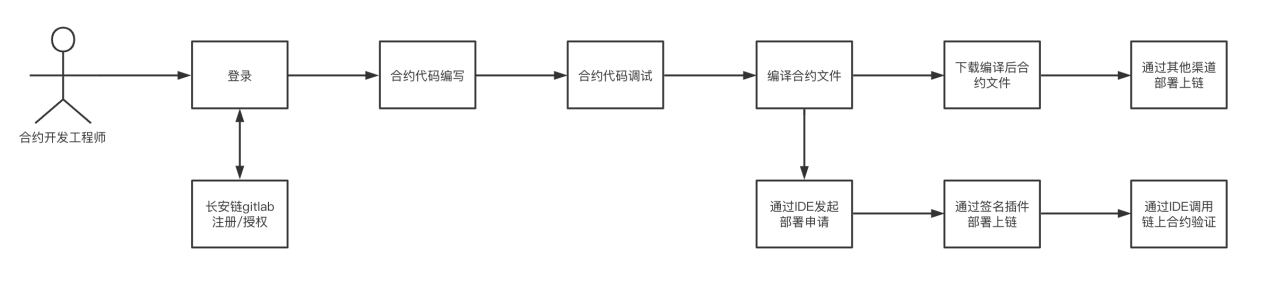 登录
合约代码编写
合约代码调试
编译合约文件
下载编译后合
约文件
通过其他渠道
部署上链
合约开发工程师
长安链gitlab
注册/授权
通过IDE发起
部署申请
通过签名插件
部署上链
通过IDE调用
链上合约验证